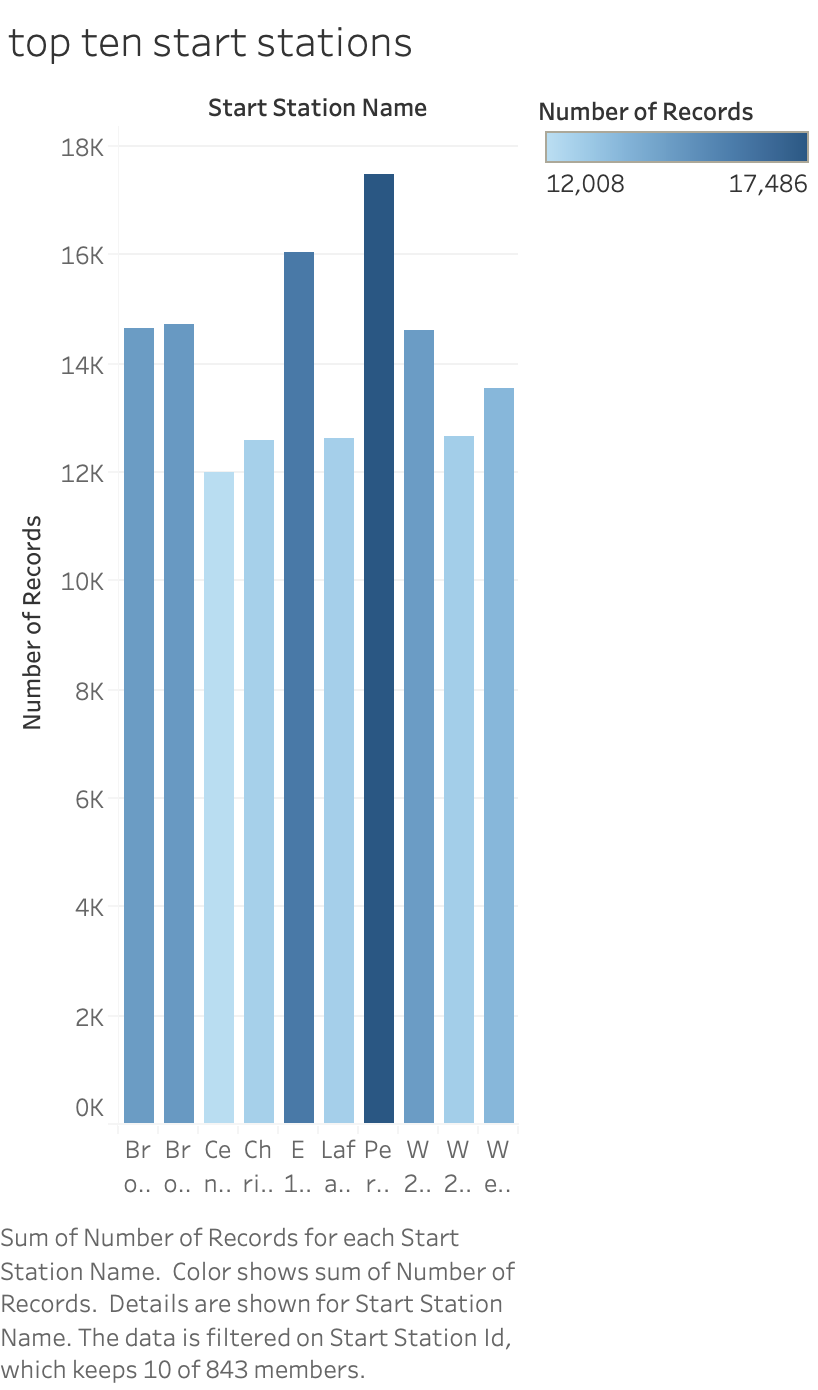 top ten start stations
Start Station Name
Number of Records
12,008 17,486
18K
16K
14K
12K
10K
8K
6K
4K
2K
0K
Number of Records
Br Br Ce Ch E Laf Pe W W W
o.. o.. n.. ri.. 1.. a.. r.. 2.. 2.. e..
Sum of Number of Records for each Start
Station Name.  Color shows sum of Number of
Records.  Details are shown for Start Station
Name. The data is filtered on Start Station Id,
which keeps 10 of 843 members.